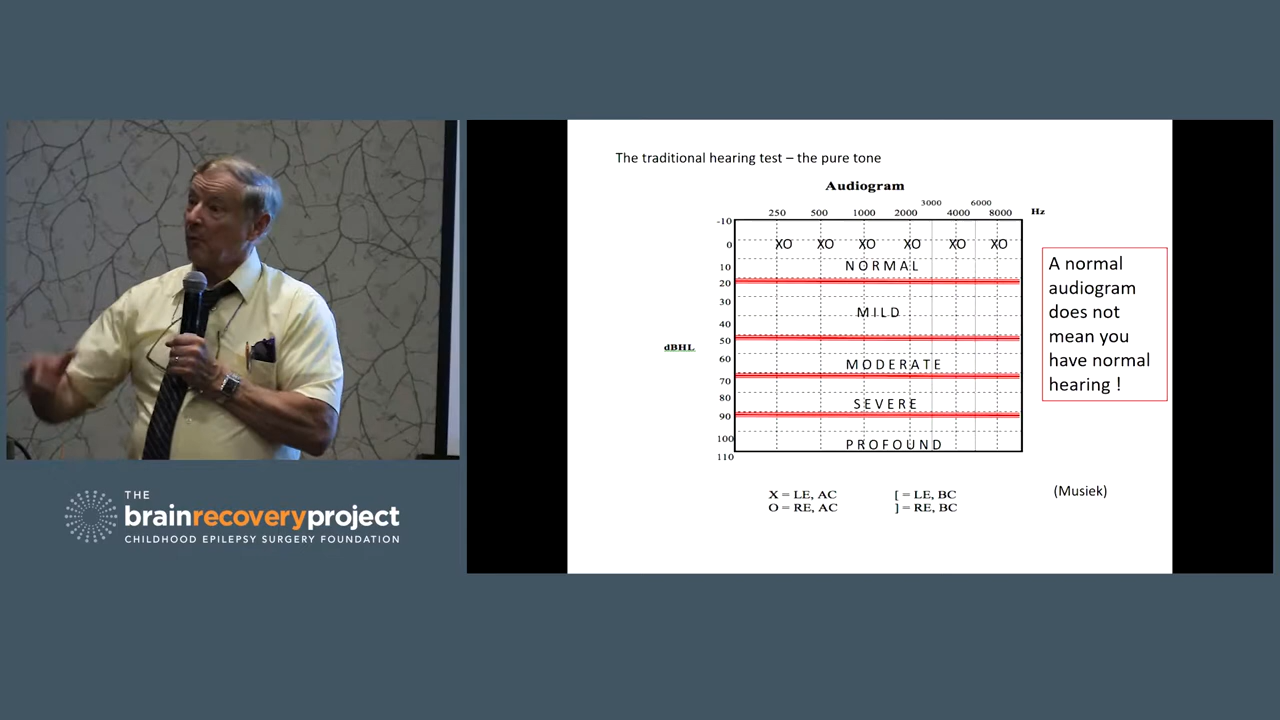 The traditional hearing test – the pure tone
Audiogram
3000 6000
250 500 1000 2000 4000 8000 Hz
-10
0 XO XO XO XO XO XO
10 NORMAL
20
30 MILD
40
50
dBHL
60 MODERATE
70
80 SEVERE
90
100 PROFOUND
110
A normal
audiogram
does not
mean you
have normal
hearing !
X = LE, AC [ = LE, BC
O = RE, AC ] = RE, BC
(Musiek)
THE
brainrecoveryproject
CHILDHOOD EPILEPSY SURGERY FOUNDATION